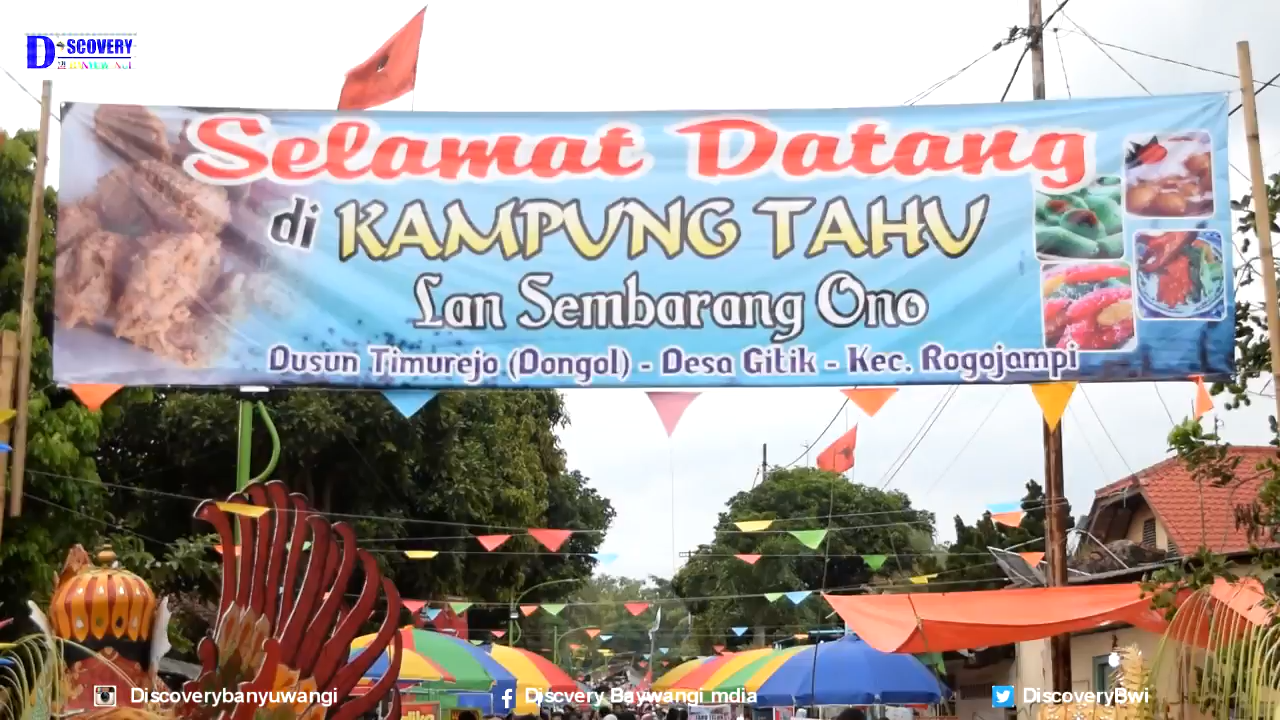 DiSCOVERY
Selamat Datang
di KAMPUNG TAHU
Lan Sembarang Ono
Dusun Timurejo (Dongol) - Desa Gitik - Kec. Rogojampi
Discoverybanyuwangi
Discvery Baywangi mdia
DiscoveryBwi